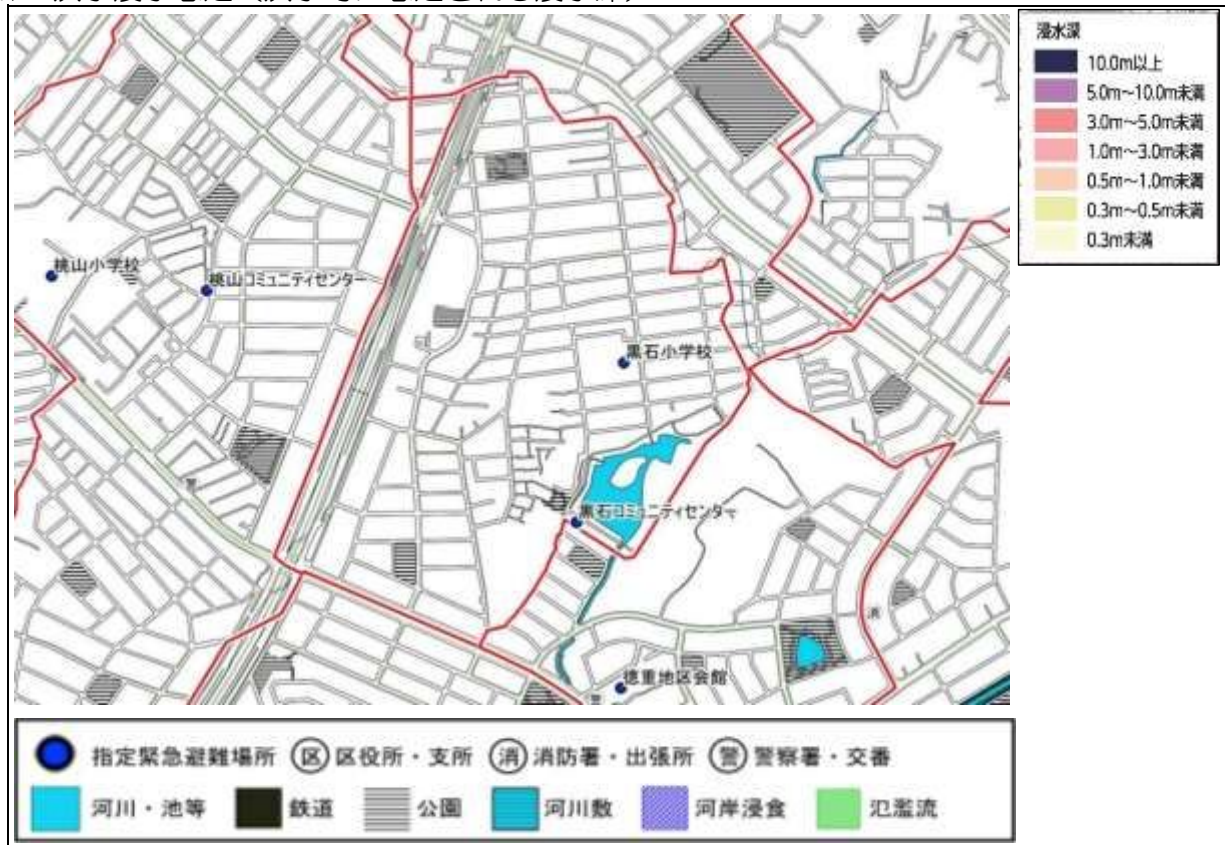 浸水深
10.0m以上
5.0m〜10.0m未満
3.0m〜5.0m未満
1.0m〜3.0m未満
0.5m〜1.0m未満
0.3m〜0.5m未満
0.3m未満
桃山小学校
桃山コミュニティセンター
黒石小学校
黒石コミュニティセンター
消
徳重地区会館
指定緊急避難場所 区 区役所・支所 消 消防署・出張所 警 警察署・交番
河川・池等 鉄道 公園 河川敷 河岸浸食 氾濫流